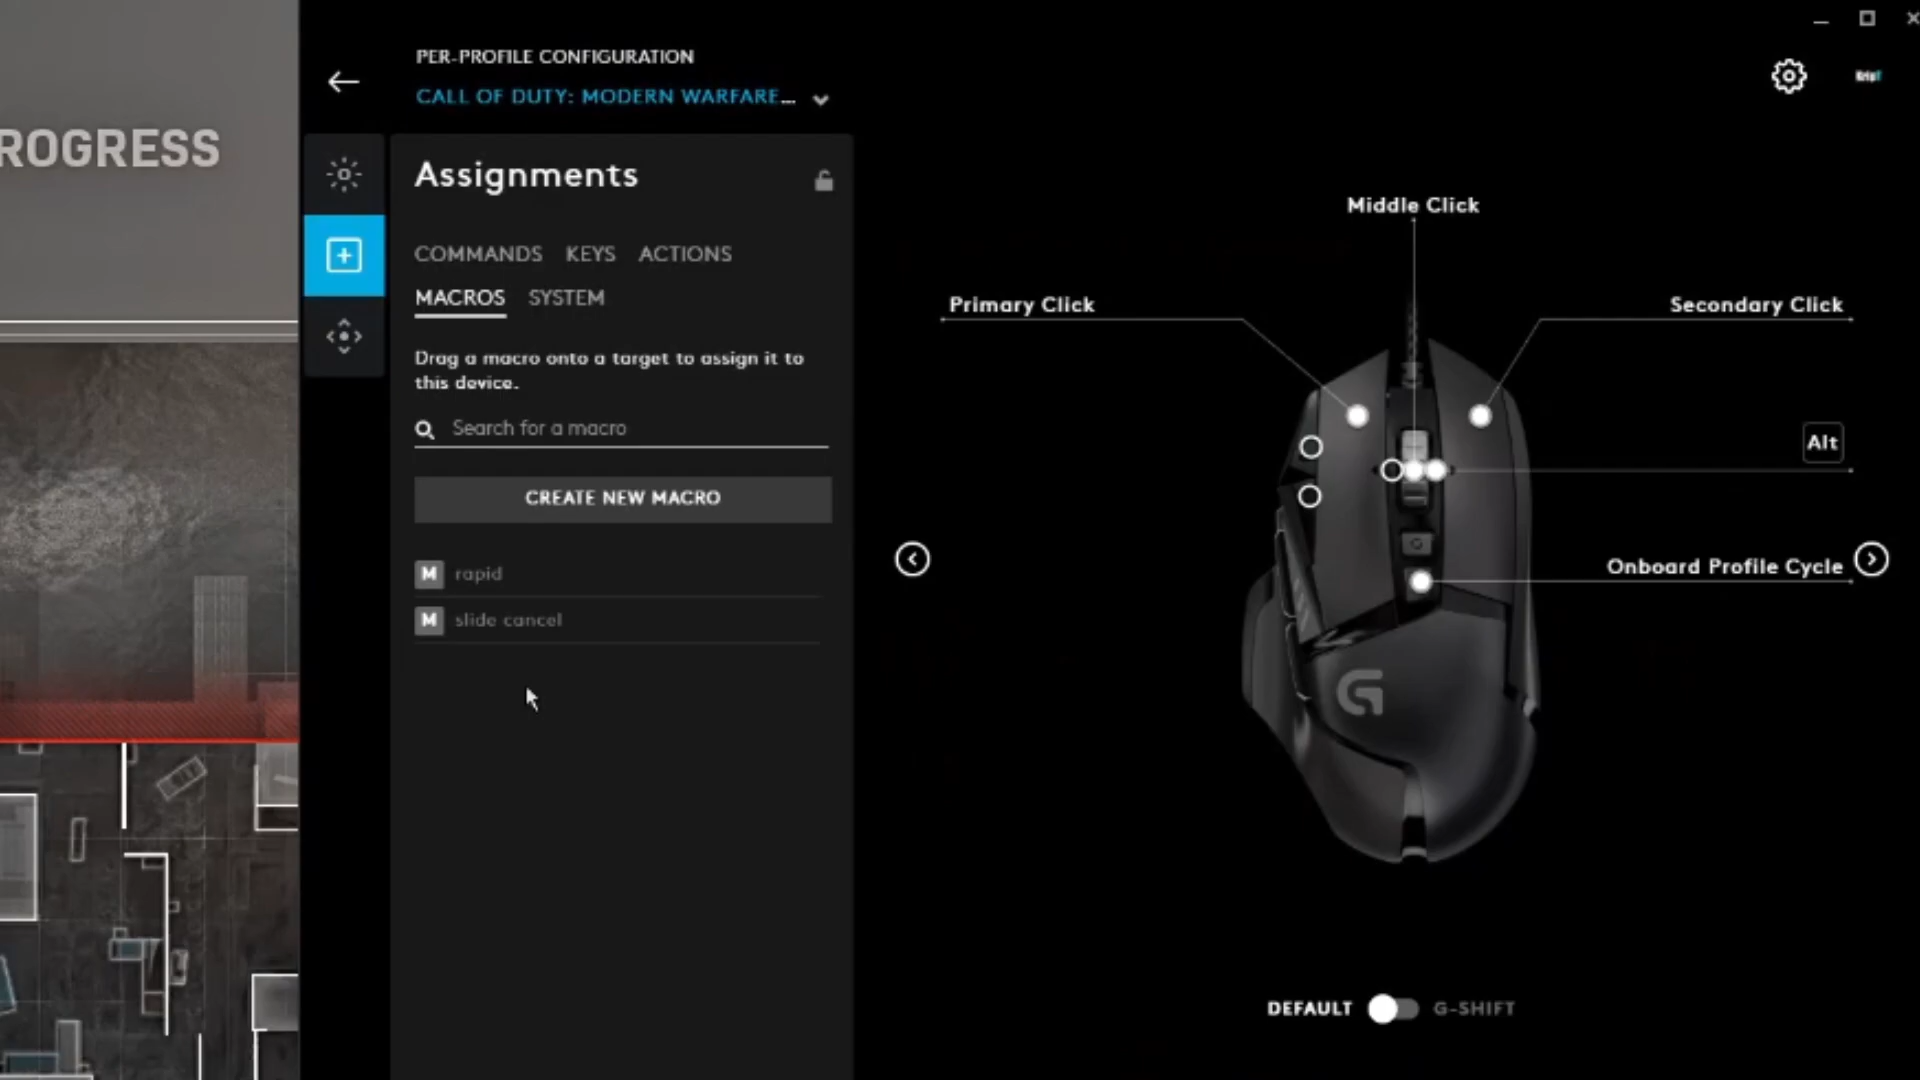 ROGRESS
PER-PROFILE CONFIGURATION
CALL OF DUTY: MODERN WARFARE...
Assignments
COMMANDS KEYS ACTIONS
MACROS SYSTEM
Drag a macro onto a target to assign it to
this device.
Search for a macro
CREATE NEW MACRO
M rapid
M slide cancel
Middle Click
Primary Click
Secondary Click
Alt
Onboard Profile Cycle
G
DEFAULT G-SHIFT